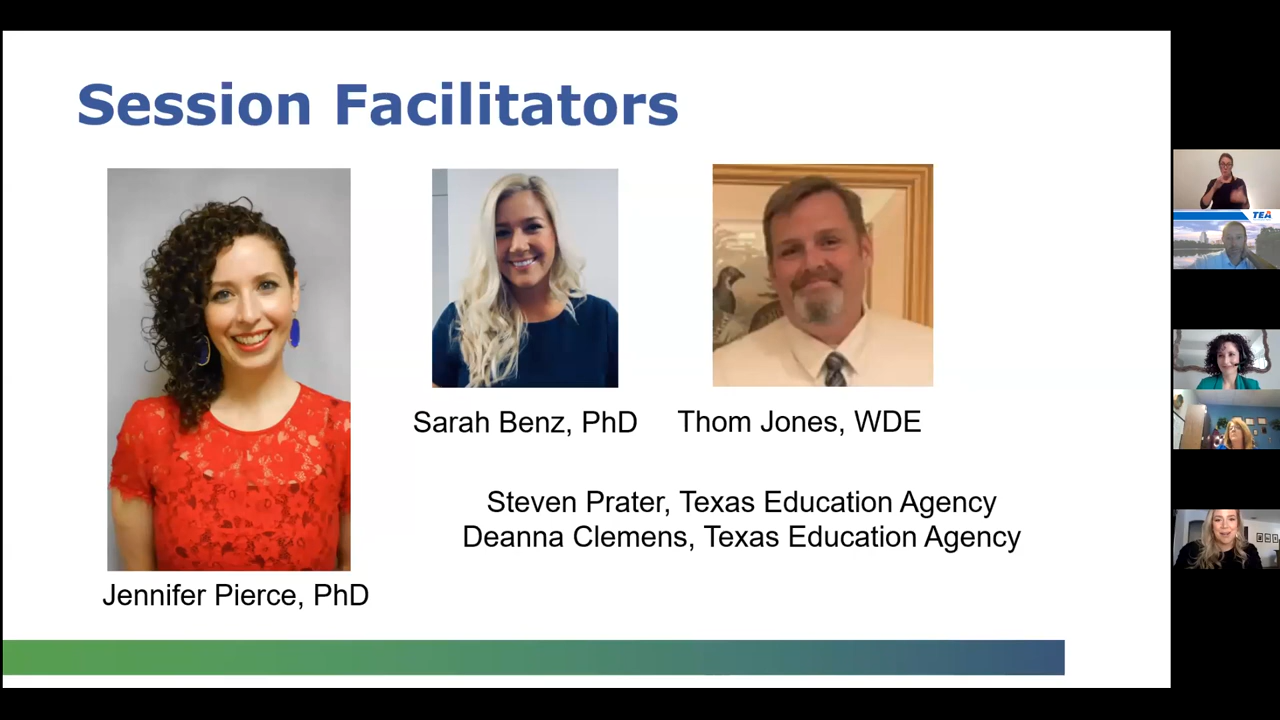 Session Facilitators
TEA
Sarah Benz, PhD
Thom Jones, WDE
Steven Prater, Texas Education Agency
Deanna Clemens, Texas Education Agency
Jennifer Pierce, PhD